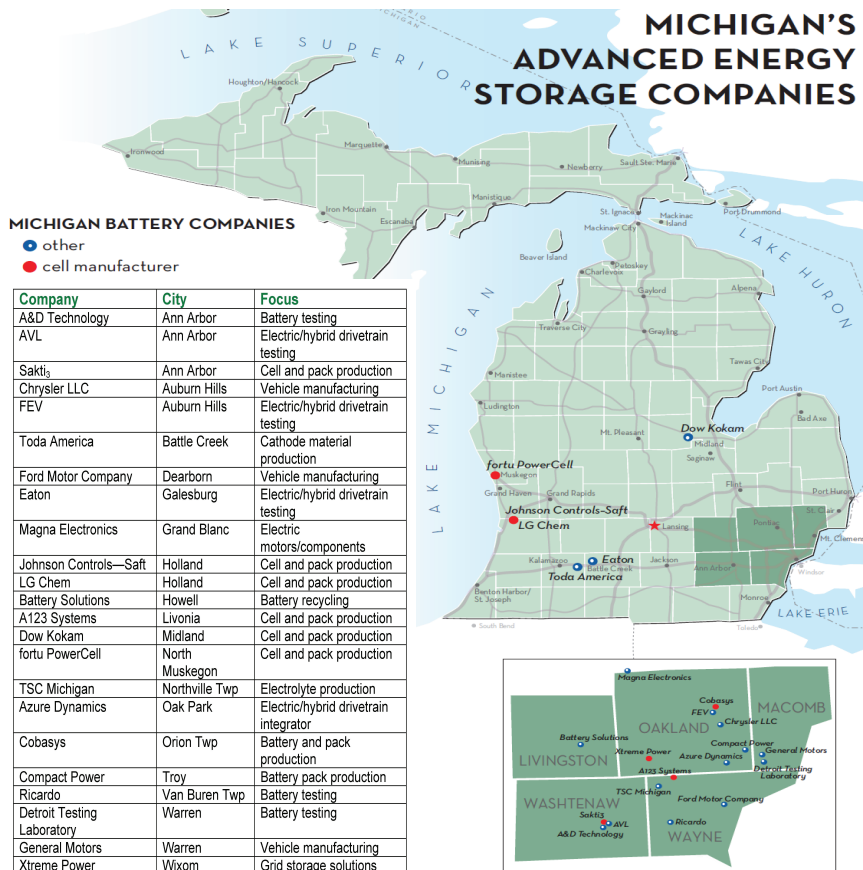 MICHIGAN'S
ADVANCED ENERGY
STORAGE COMPANIES
LAKE SUPERIOR
MICHIGAN
Houghton/Hancock
Ironwood
Marquette
Munising
Newberry
Sault Ste. Marie
Iron Mountain
Manistique
Escanaba
St. Ignace
Mackinac
Island
Port Drummond
Mackinaw City
MICHIGAN BATTERY COMPANIES
other
cell manufacturer
Beaver Island
Petoskey
Charlevoix
LAKE HURON
Gaylord
Alpena
Traverse City
Grayling
LAKE MICHIGAN
Manistee
Tawas City
Ludington
Port Austin
Bad Axe
Mt. Pleasant
Dow Kokam
Midland
Saginaw
fortu PowerCell
Muskegon
Grand Haven
Grand Rapids
Flint
Port Huron
St. Clair
Johnson Controls-Saft
LG Chem
Lansing
Pontiac
Mt. Clemens
Kalamazoo
Eaton
Battle Creek
Toda America
Jackson
Ann Arbor
Windsor
Benton Harbor/
St. Joseph
Monroe
LAKE ERIE
South Bend
Toledo
Company City Focus
A&D Technology Ann Arbor Battery testing
AVL Ann Arbor Electric/hybrid drivetrain
testing
Sakti3 Ann Arbor Cell and pack production
Chrysler LLC Auburn Hills Vehicle manufacturing
FEV Auburn Hills Electric/hybrid drivetrain
testing
Toda America Battle Creek Cathode material
production
Ford Motor Company Dearborn Vehicle manufacturing
Eaton Galesburg Electric/hybrid drivetrain
testing
Magna Electronics Grand Blanc Electric
motors/components
Johnson Controls—Saft Holland Cell and pack production
LG Chem Holland Cell and pack production
Battery Solutions Howell Battery recycling
A123 Systems Livonia Cell and pack production
Dow Kokam Midland Cell and pack production
fortu PowerCell North Cell and pack production
Muskegon
TSC Michigan Northville Twp Electrolyte production
Azure Dynamics Oak Park Electric/hybrid drivetrain
integrator
Cobasys Orion Twp Battery and pack
production
Compact Power Troy Battery pack production
Ricardo Van Buren Twp Battery testing
Detroit Testing Warren Battery testing
Laboratory
General Motors Warren Vehicle manufacturing
Xtreme Power Wixom Grid storage solutions
Magna Electronics
Cobasys
FEV
Chrysler LLC
OAKLAND
MACOMB
Battery Solutions
LIVINGSTON
Xtreme Power
Compact Power
General Motors
Azure Dynamics
Detroit Testing
Laboratory
A123 Systems
TSC Michigan
WASHTENAW
Ford Motor Company
Sakti3
AVL
A&D Technology
Ricardo
WAYNE